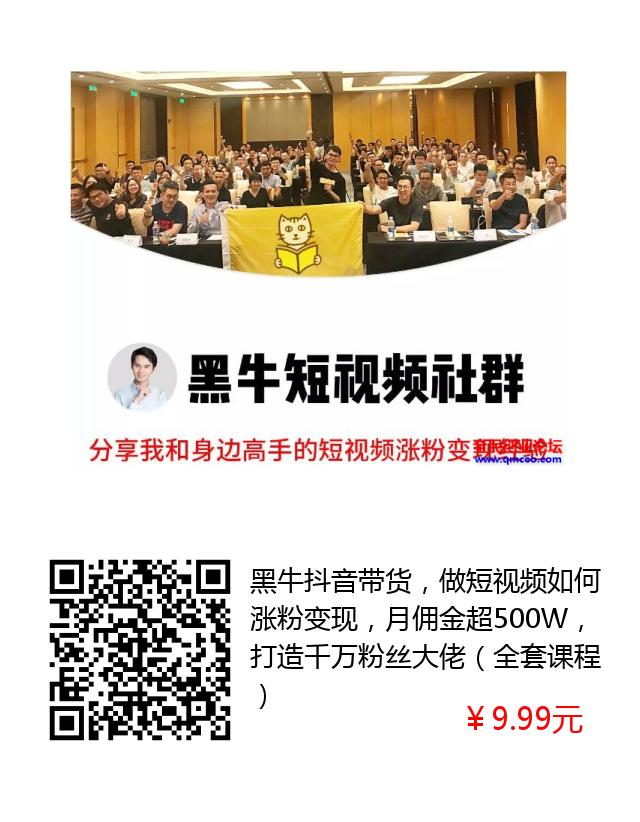 黑牛短视频社群
分享我和身边高手的短视频涨粉变现
www.qmceo.com
黑牛抖音带货，做短视频如何
涨粉变现，月佣金超500W，
打造千万粉丝大佬（全套课程
）
¥9.99元